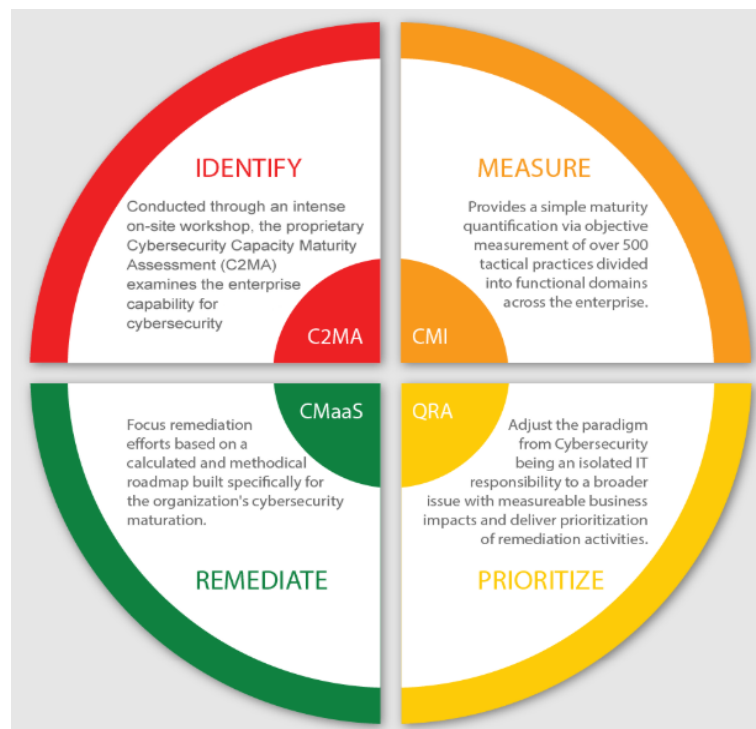 IDENTIFY
Conducted through an intense
on-site workshop, the proprietary
Cybersecurity Capacity Maturity
Assessment (C2MA)
examines the enterprise
capability for
cybersecurity
C2MA
MEASURE
Provides a simple maturity
quantification via objective
measurement of over 500
tactical practices divided
into functional domains
across the enterprise.
CMI
CMaaS
Focus remediation
efforts based on a
calculated and methodical
roadmap built specifically for
the organization's cybersecurity
maturation.
REMEDIATE
QRA
Adjust the paradigm
from Cybersecurity
being an isolated IT
responsibility to a broader
issue with measureable business
impacts and deliver prioritization
of remediation activities.
PRIORITIZE